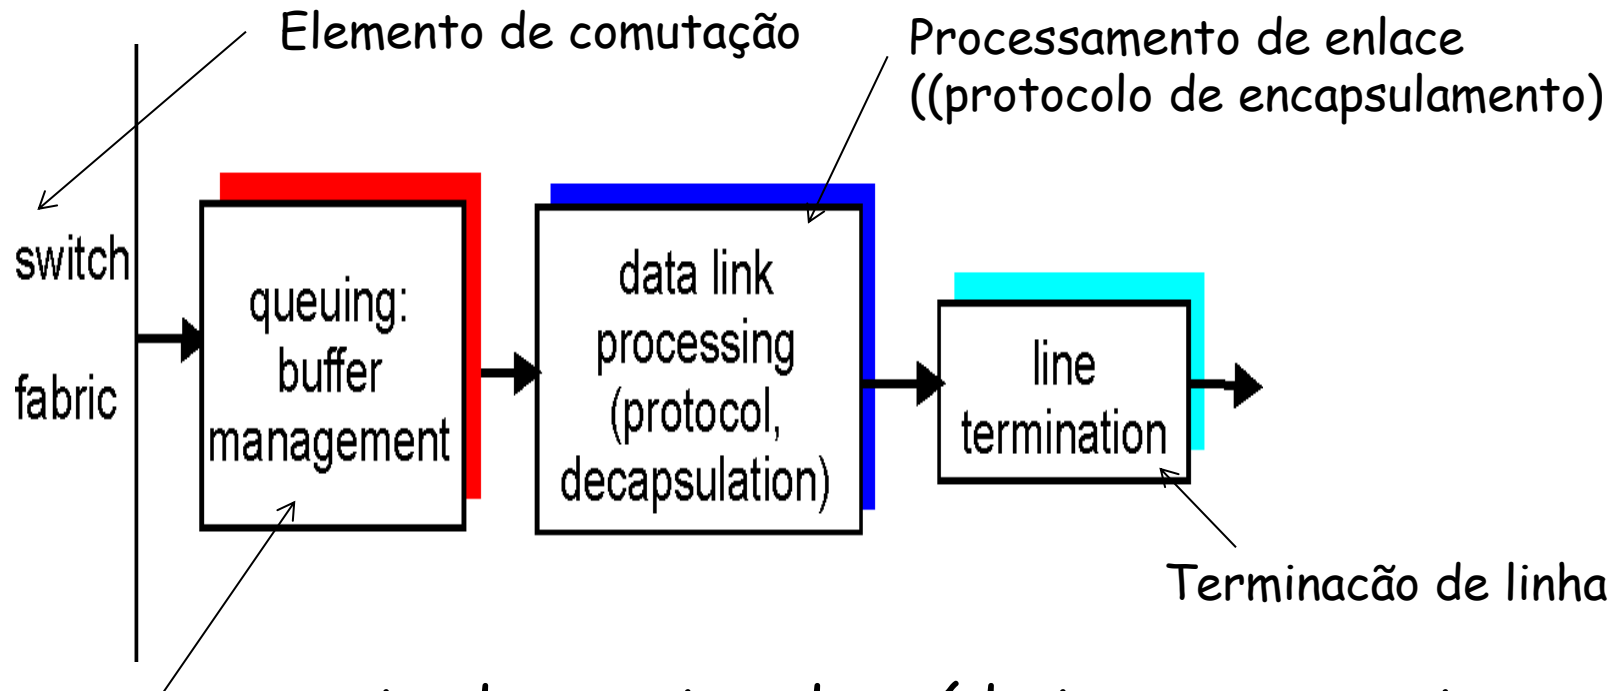 Elemento de comutação
Processamento de enlace
((protocolo de encapsulamento)
switch
fabric
queuing:
buffer
management
data link
processing
(protocol,
decapsulation)
line
termination
Terminacão de linha